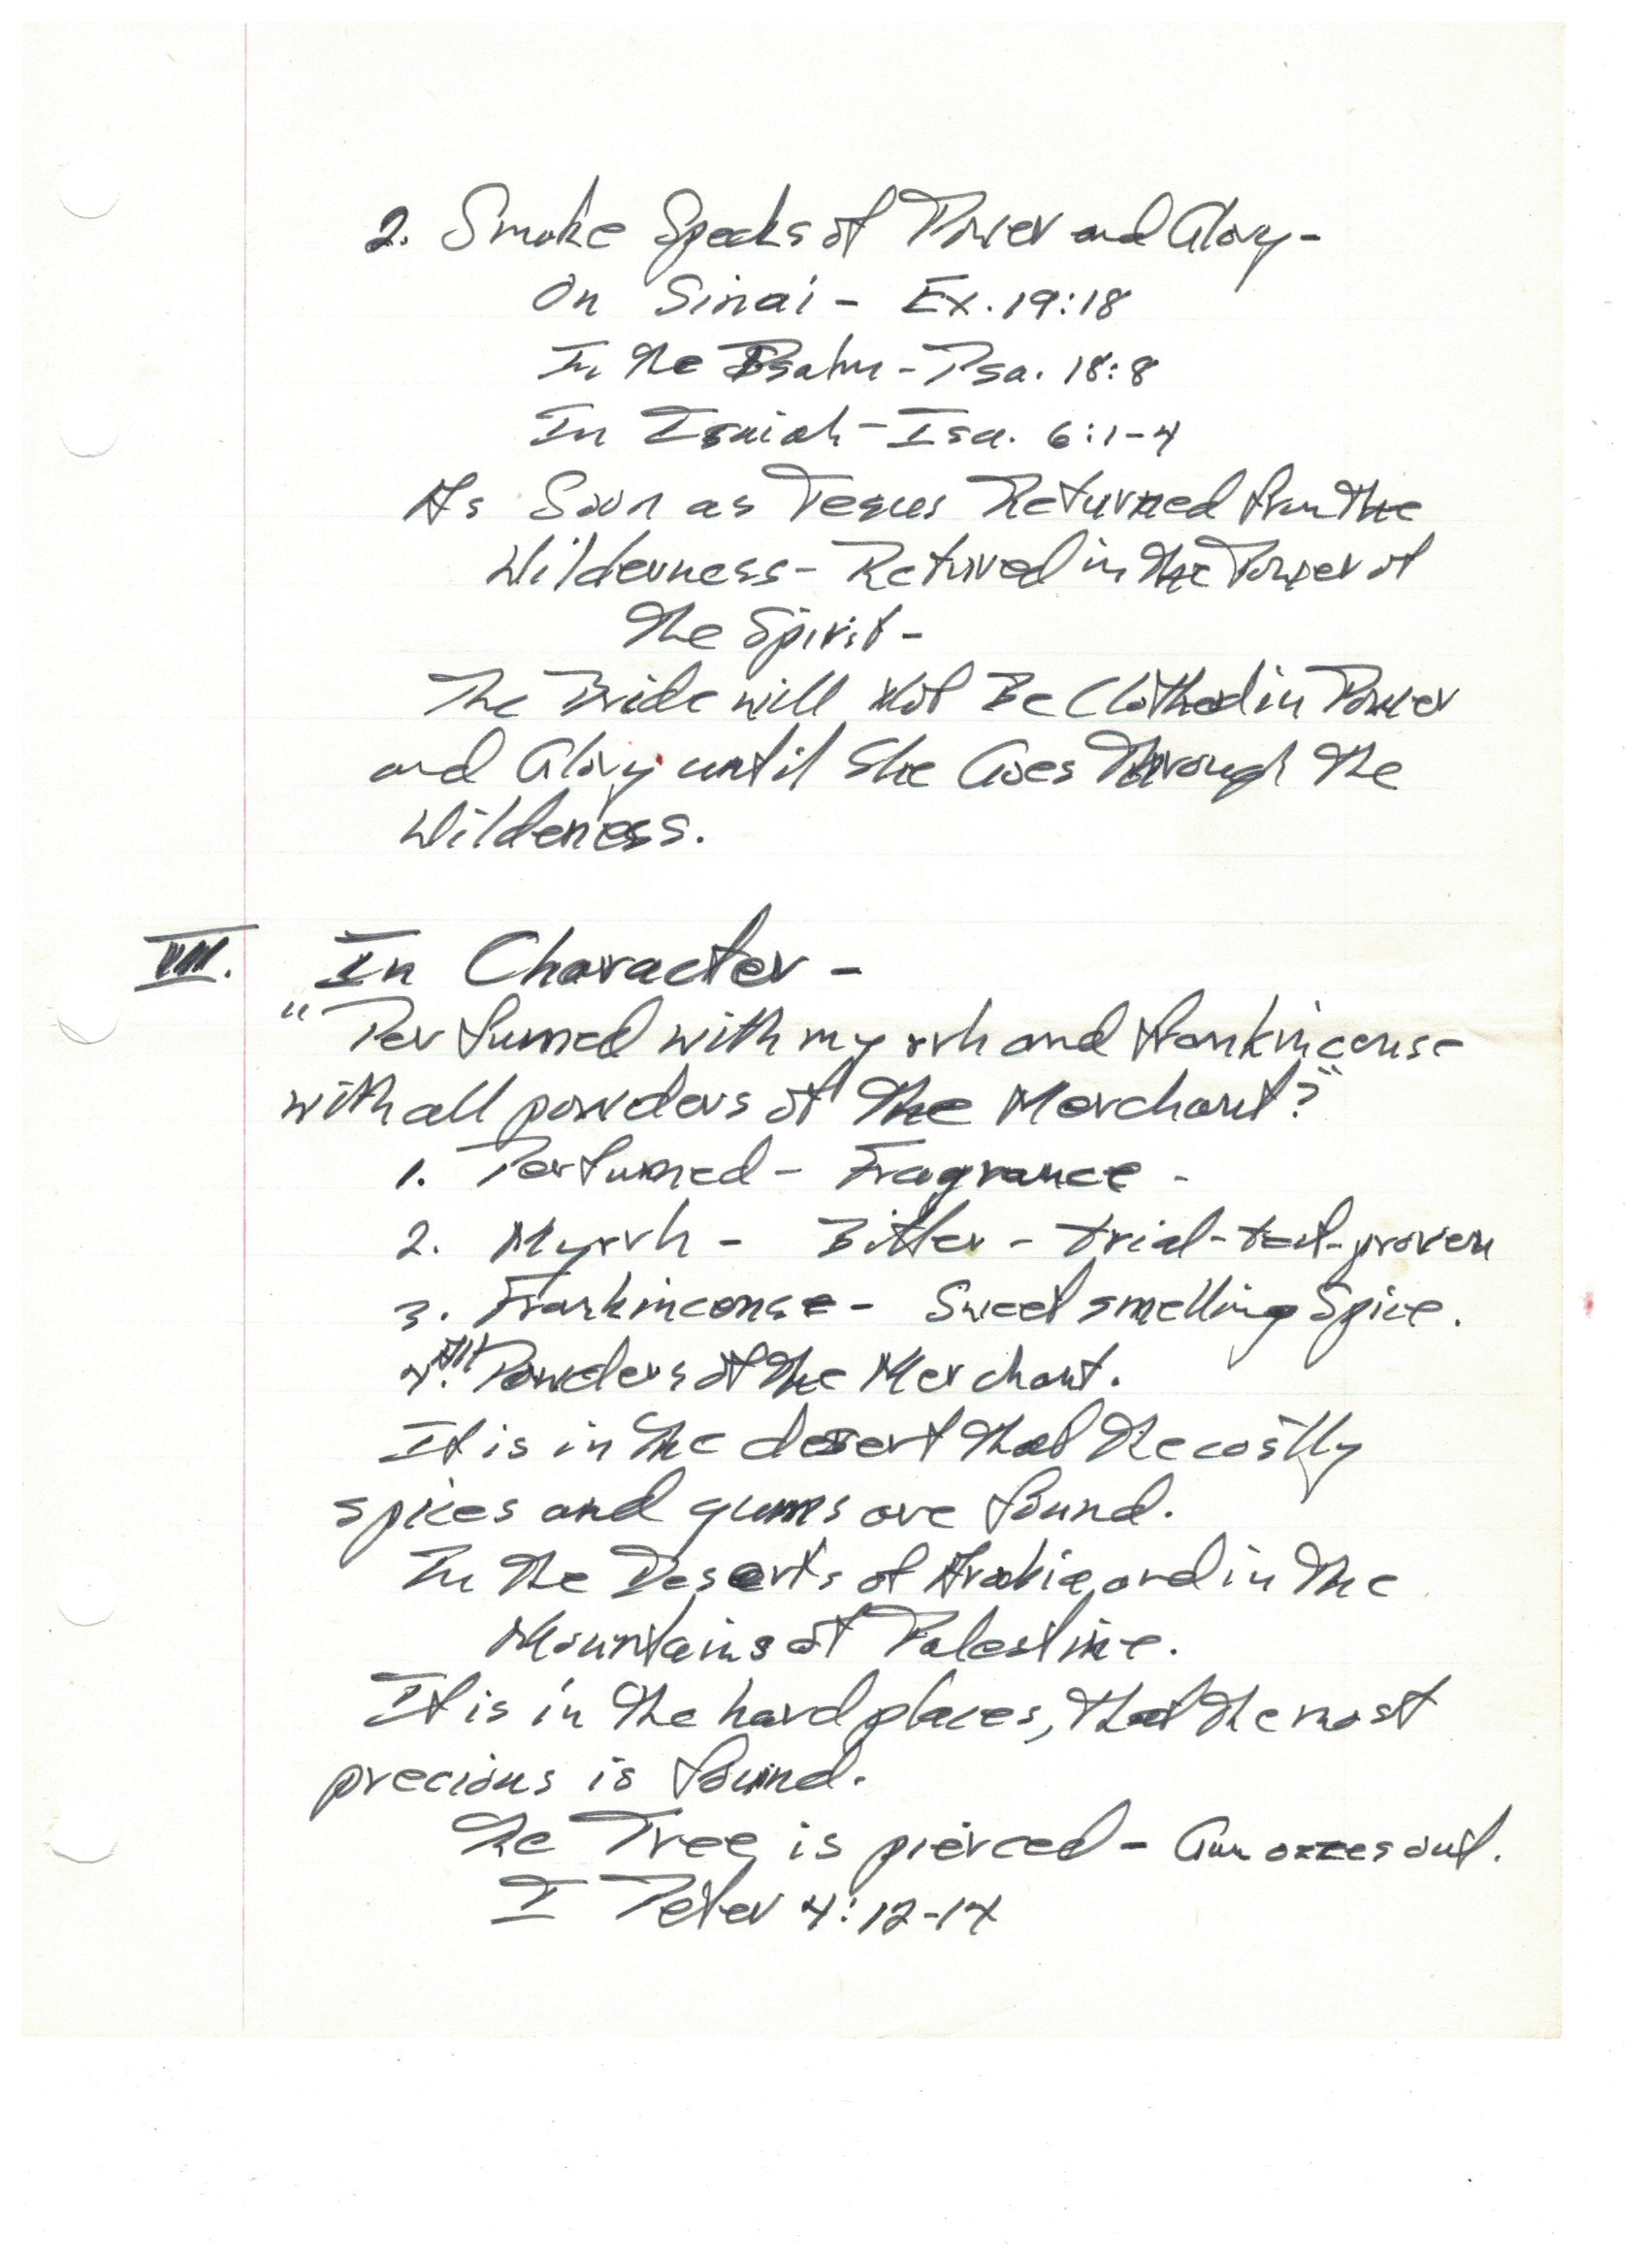 2. Smoke Speaks of Power and Glory -
On Sinai - Ex. 19:18
In the Psalm - Psa. 18:8
In Isaiah - Isa. 6:1-4
As Soon as Jesus Returned from the
Wilderness - Retured in the Power of
the Spirit -
The Bride will Not Be Clothed in Power
and Glory until She Goes Through the
Wildeness.
VII. In Character -
"Perfumed with myrrh and frankincense
with all powders of the Merchant?"
1. Perfumed - Fragrance -
2. Myrrh - Bitter - trial - test - proven
3. Frankincense - Sweet smelling Spice.
4. All Powders of the Merchant.
It is in the desert that the costly
spices and gums are found.
In the Deserts of Arabia, and in the
Mountains of Palestine.
It is in the hard places, that the most
precious is found.
The Tree is pierced - Gum oozes out.
I Peter 4:12-14